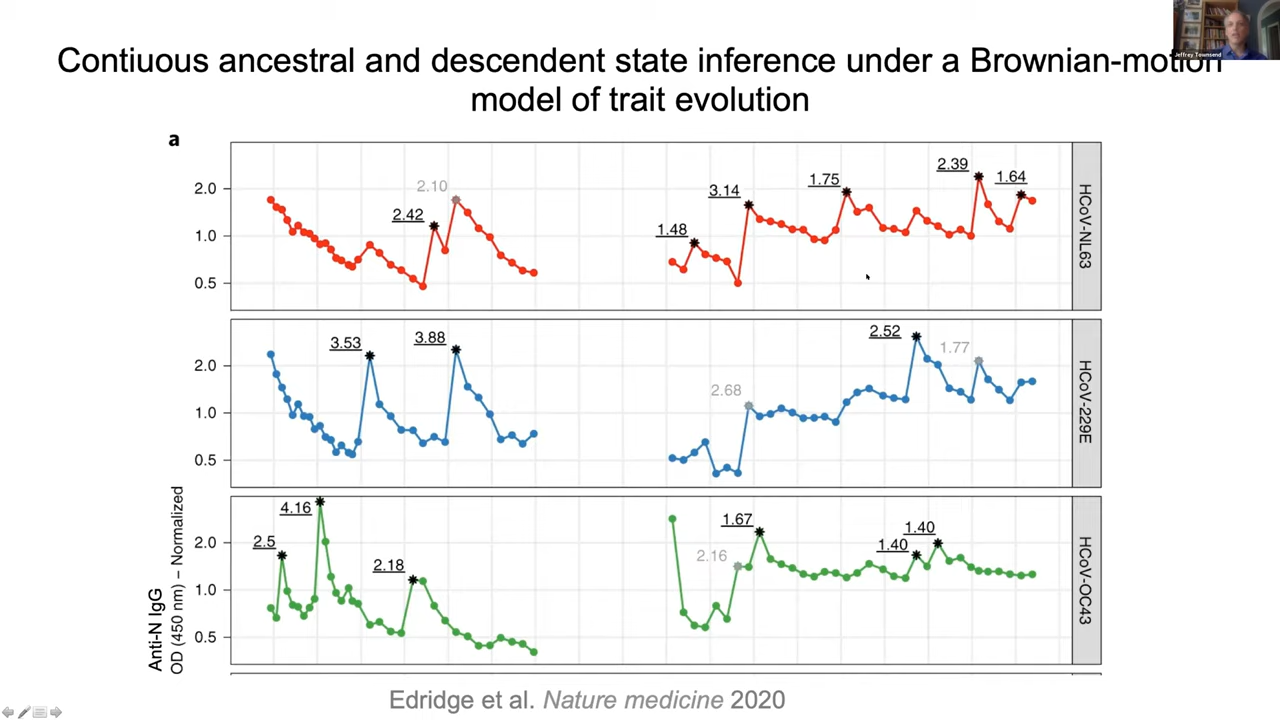 Jeffrey Townsend
Contiuous ancestral and descendent state inference under a Brownian-motion
model of trait evolution
a
2.0
1.0
0.5
2.42
2.10
1.48
3.14
1.75
2.39
1.64
HCoV-NL63
2.0
1.0
0.5
3.53
3.88
2.68
2.52
1.77
HCoV-229E
2.0
1.0
0.5
2.5
4.16
2.18
2.16
1.67
1.40
1.40
HCoV-OC43
Anti-N IgG
OD (450 nm) – Normalized
Edridge et al. Nature medicine 2020